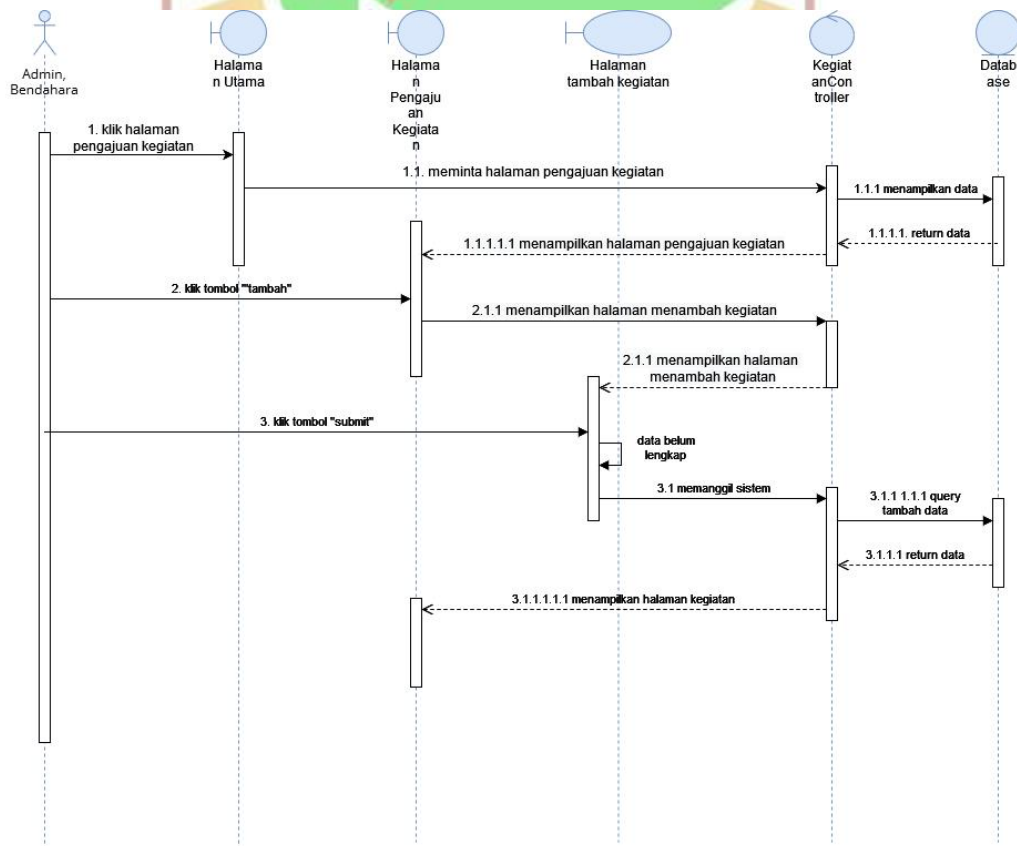 Admin,
Bendahara
Halama
n Utama
Halama
n
Pengaju
an
Kegiata
n
Halaman
tambah kegiatan
Kegiat
anCon
troller
Datab
ase
1. klik halaman
pengajuan kegiatan
1.1. meminta halaman pengajuan kegiatan
1.1.1 menampilkan data
1.1.1.1. return data
1.1.1.1.1 menampilkan halaman pengajuan kegiatan
2. klik tombol ""tambah"
2.1.1 menampilkan halaman menambah kegiatan
2.1.1 menampilkan halaman
menambah kegiatan
3. klik tombol "submit"
data belum
lengkap
3.1 memanggil sistem
3.1.1 1.1.1 query
tambah data
3.1.1.1 return data
3.1.1.1.1.1 menampilkan halaman kegiatan